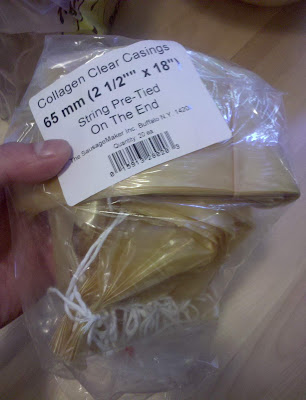 Collagen Clear Casings
65 mm (2 1/2"" x 18")
String Pre-Tied
On The End
The SausageMaker Inc. Buffalo N.Y. 1420
Quantity: 20 ea